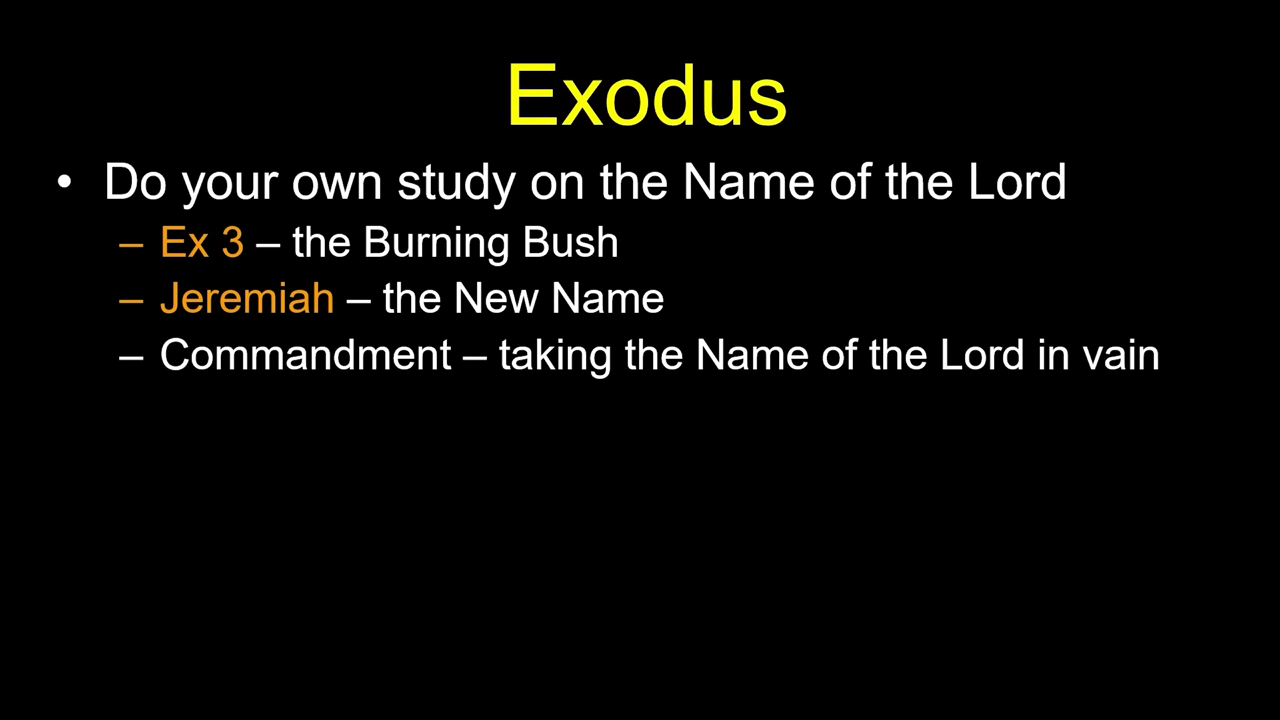 Exodus
• Do your own study on the Name of the Lord
– Ex 3 – the Burning Bush
– Jeremiah – the New Name
– Commandment – taking the Name of the Lord in vain